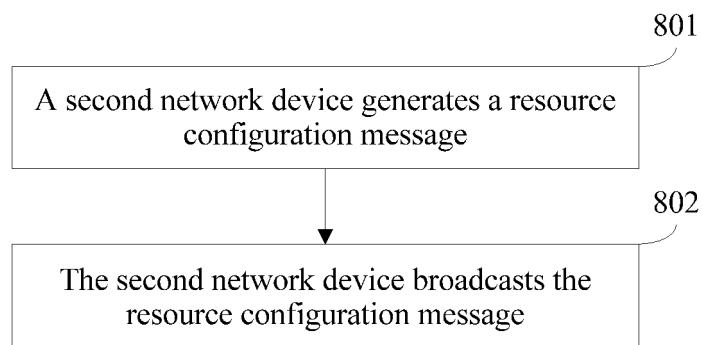 801
A second network device generates a resource
configuration message
802
The second network device broadcasts the
resource configuration message